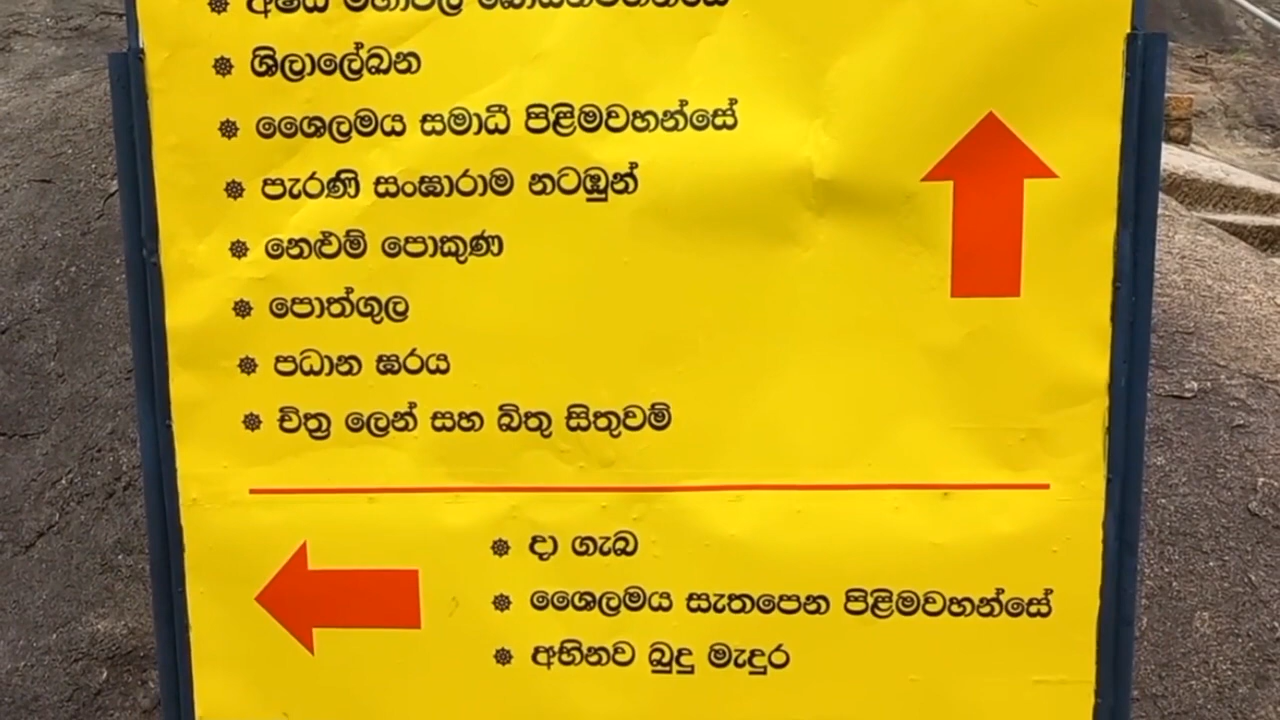 ශිලාලේඛන
ශෛලමය සමාධි පිළිමවහන්සේ
පැරණි සංඝාරාම නටඹුන්
නෙළුම් පොකුණ
පොත්ගුල
පධාන ඝරය
චිත්‍ර ලෙන් සහ බිතු සිතුවම්
දා ගැබ
ශෛලමය සැතපෙන පිළිමවහන්සේ
අභිනව බුදු මැදුර